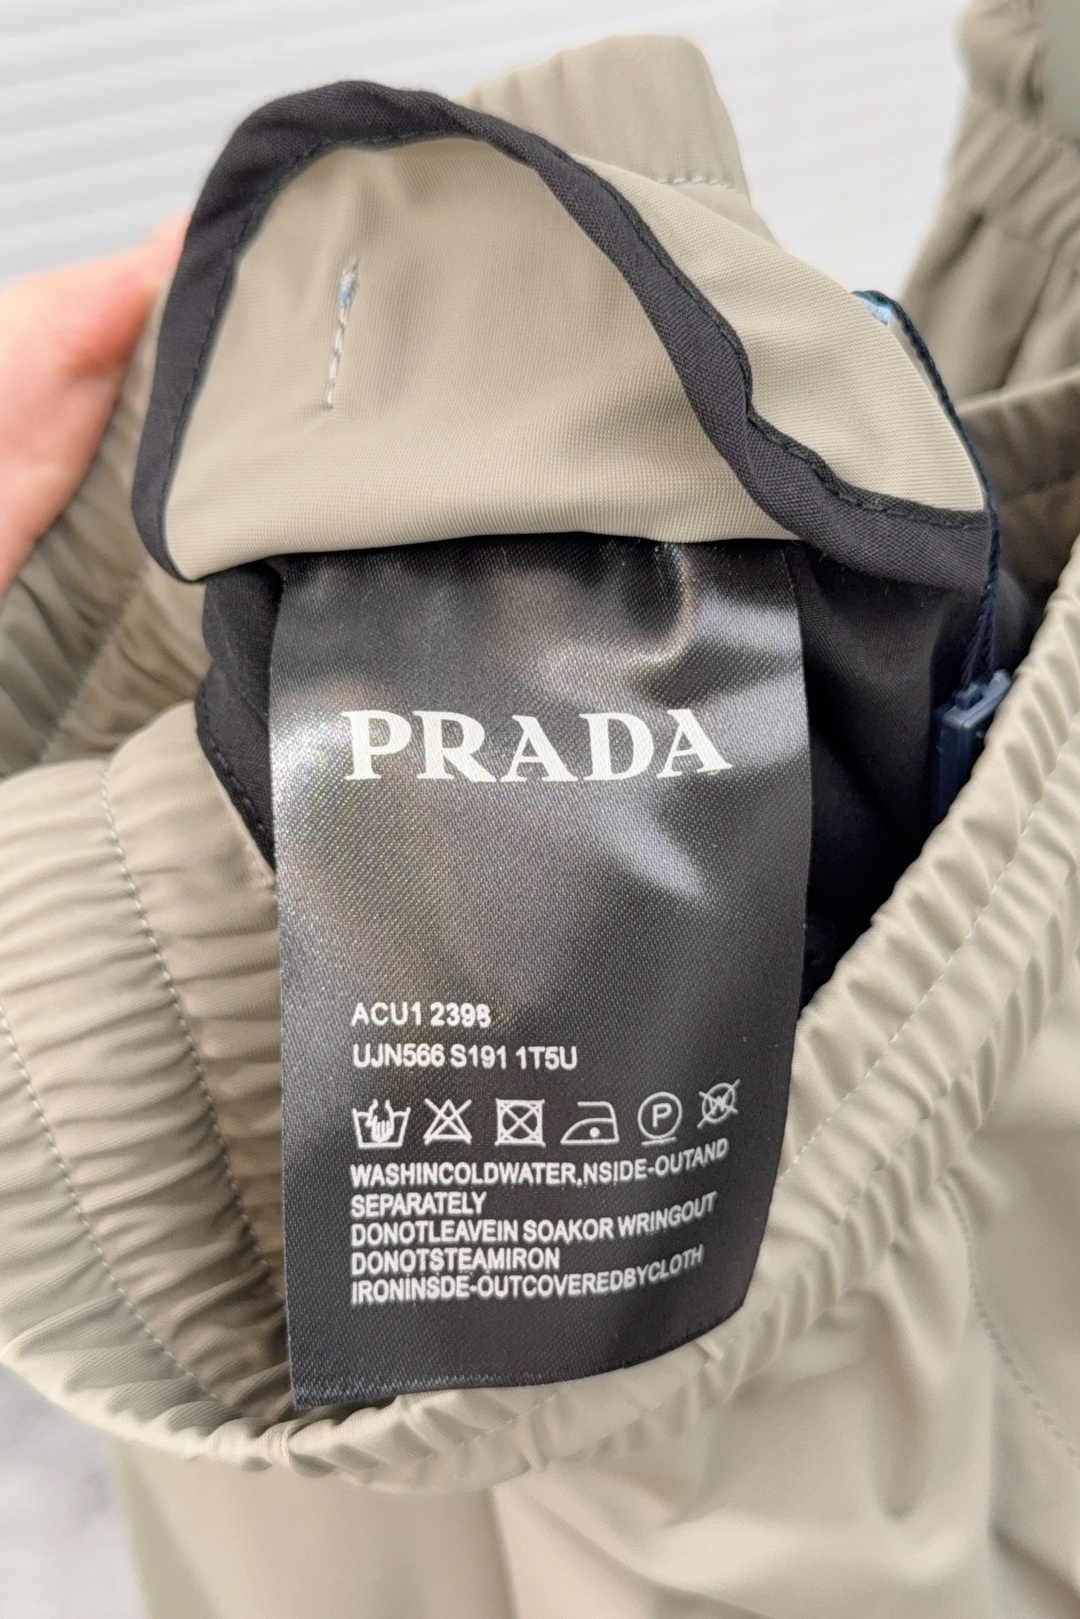 PRADA
ACU1 2398
UJN566 S191 1T5U
P
W
WASHINCOLDWATER,NSIDE-OUTAND
SEPARATELY
DONOTLEAVEIN SOAKOR WRINGOUT
DONOTSTEAMIRON
IRONINSDE-OUTCOVEREDBYCLOTH